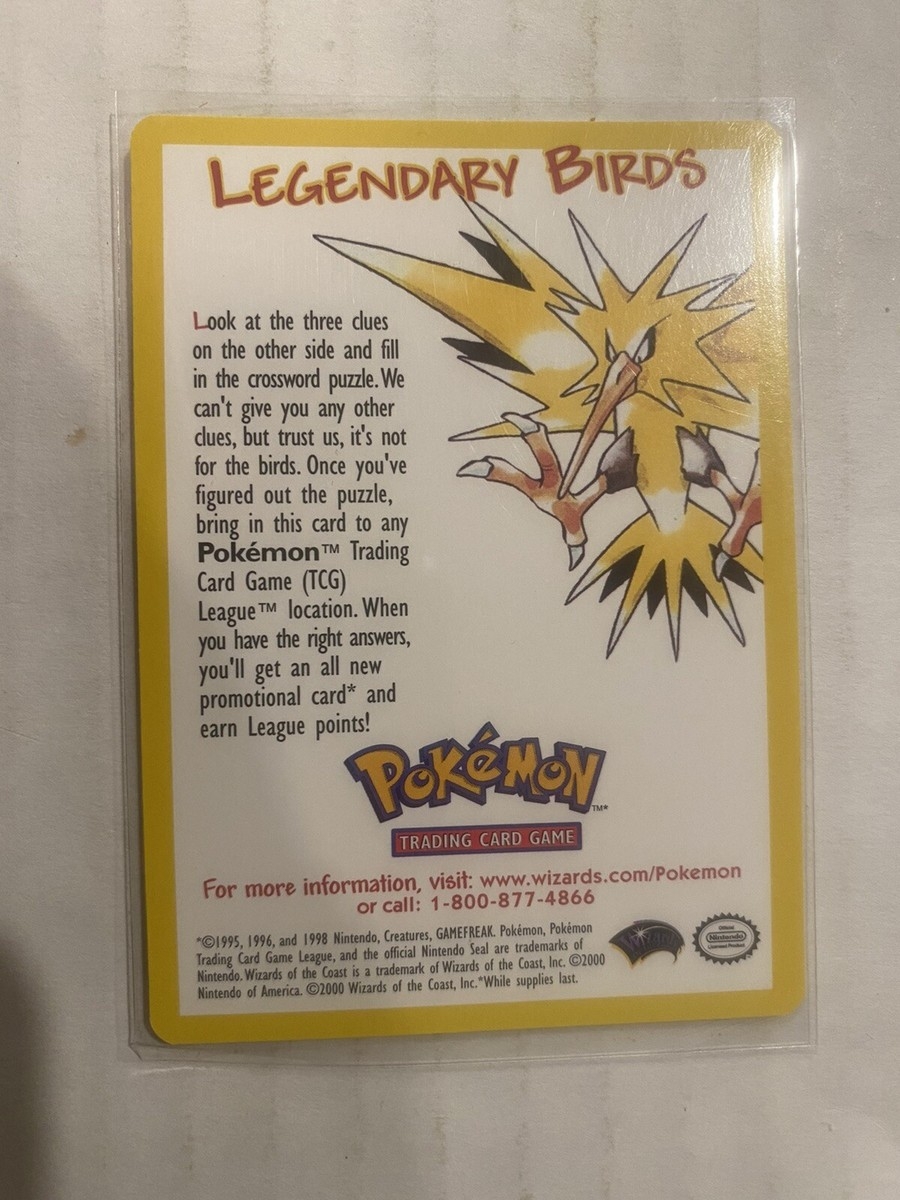 LEGENDARY BIRDS
Look at the three clues
on the other side and fill
in the crossword puzzle. We
can't give you any other
clues, but trust us, it's not
for the birds. Once you've
figured out the puzzle,
bring in this card to any
Pokémon™ Trading
Card Game (TCG)
League™ location. When
you have the right answers,
you'll get an all new
promotional card* and
earn League points!
POKéMON™*
TRADING CARD GAME
For more information, visit: www.wizards.com/Pokemon
or call: 1-800-877-4866
*©1995, 1996, and 1998 Nintendo, Creatures, GAMEFREAK. Pokémon, Pokémon
Trading Card Game League, and the official Nintendo Seal are trademarks of
Nintendo. Wizards of the Coast is a trademark of Wizards of the Coast, Inc. ©2000
Nintendo of America. ©2000 Wizards of the Coast, Inc.*While supplies last.
Wizards
Official
Nintendo
Licensed Product